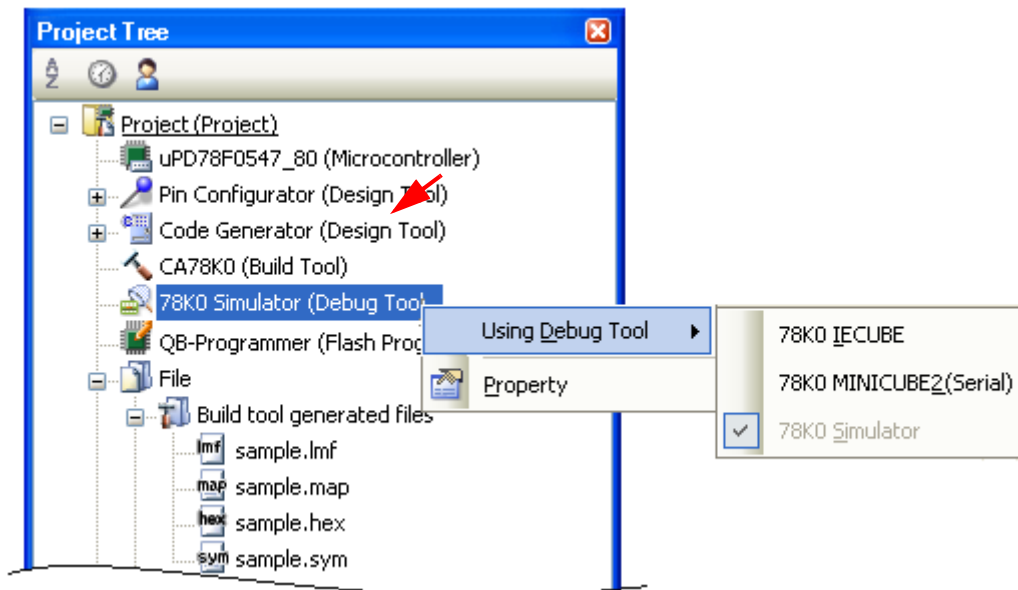 Project Tree
Project (Project)
uPD78F0547_80 (Microcontroller)
Pin Configurator (Design Tool)
Code Generator (Design Tool)
CA78K0 (Build Tool)
78K0 Simulator (Debug Tool
Using Debug Tool
78K0 IECUBE
QB-Programmer (Flash Prog
Property
78K0 MINICUBE2(Serial)
File
78K0 Simulator
Build tool generated files
lmf sample.lmf
map sample.map
hex sample.hex
sym sample.sym